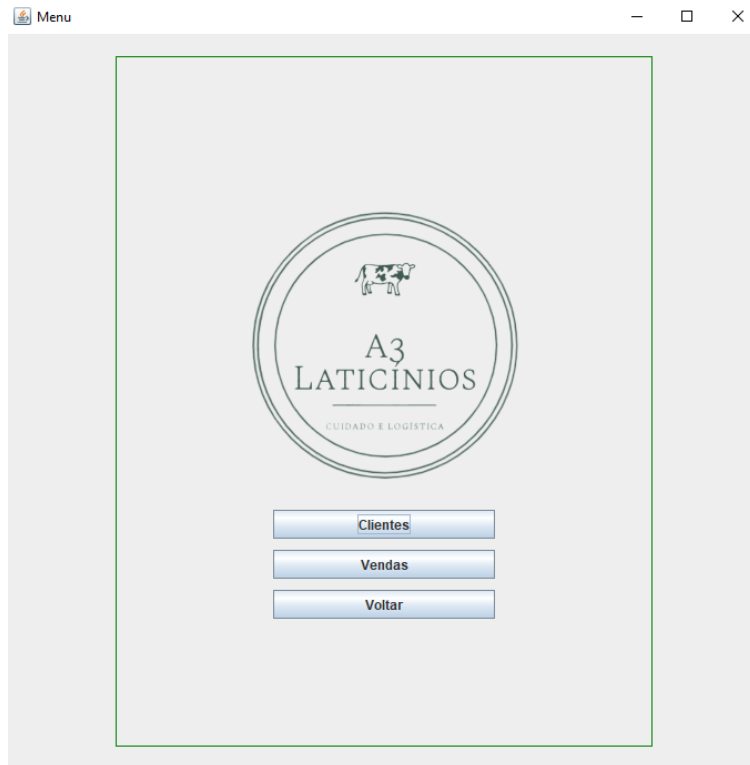 Menu
A3
LATICÍNIOS
CUIDADO E LOGÍSTICA
Clientes
Vendas
Voltar